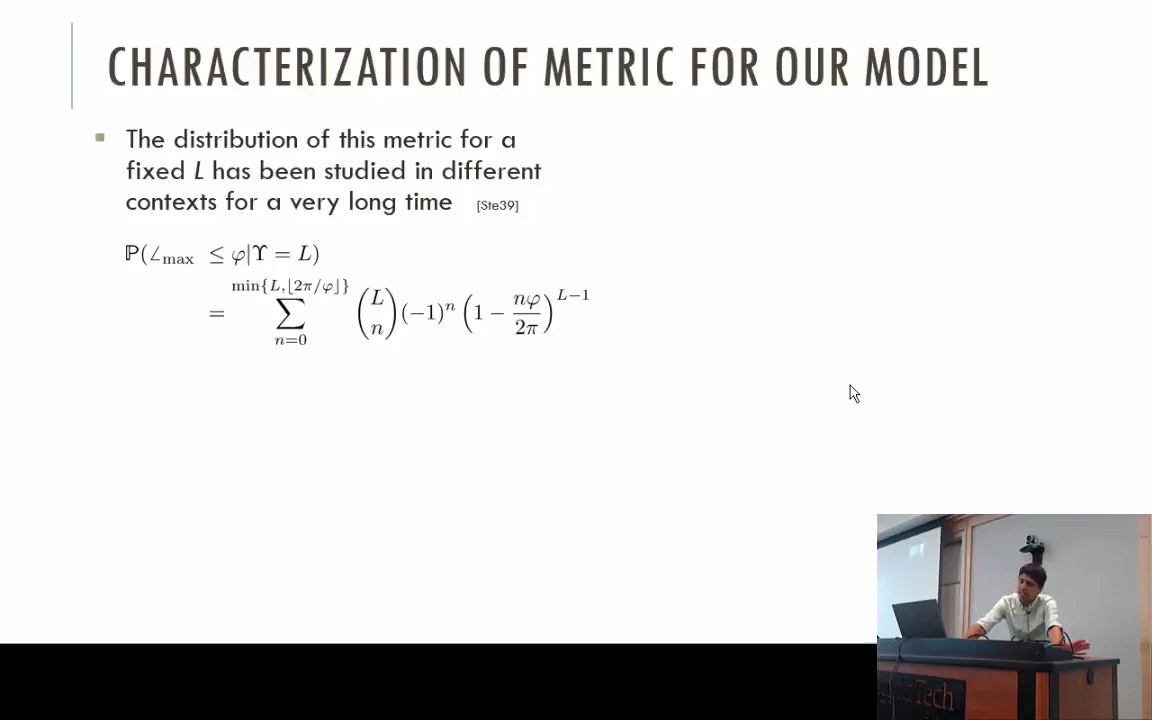 CHARACTERIZATION OF METRIC FOR OUR MODEL
The distribution of this metric for a
fixed L has been studied in different
contexts for a very long time [Ste39]
ℙ(∠max ≤ φ|ϒ = L)
= ∑_{n=0}^{min{L,⌊2π/φ⌋}} (L n) (−1)^n (1 − nφ/2π)^{L−1}
Tech